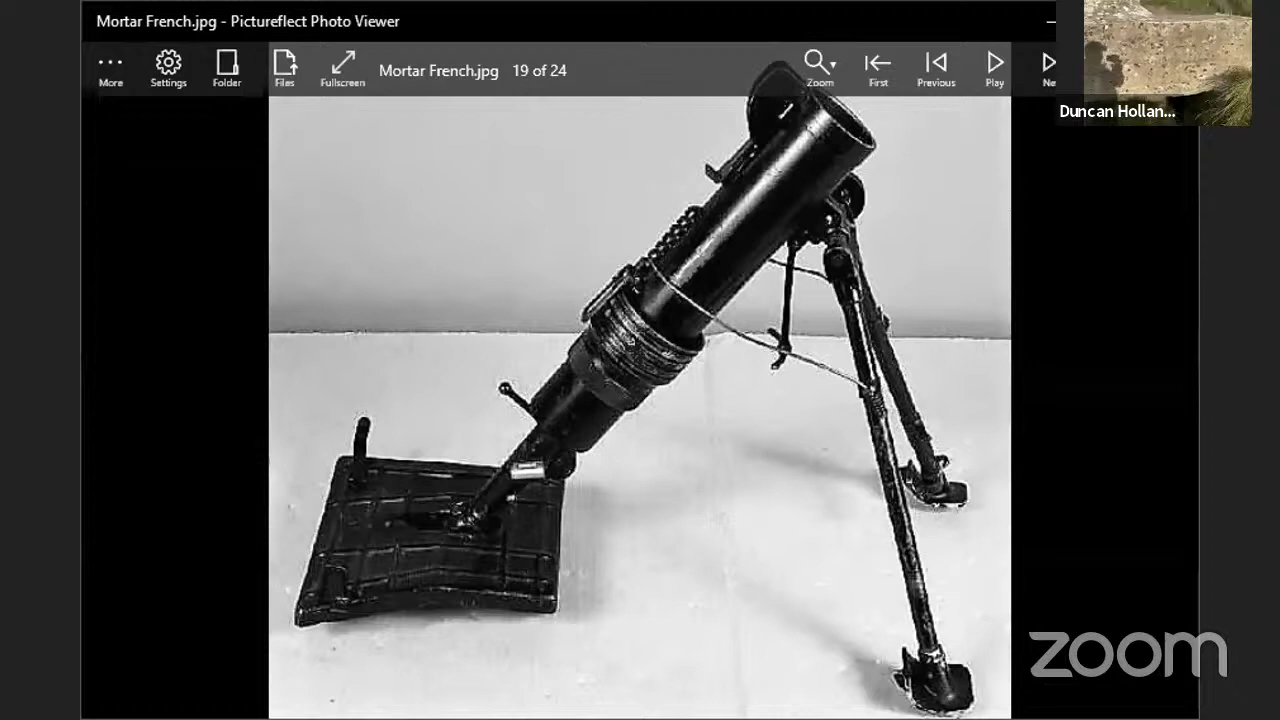 Mortar French.jpg - Pictureflect Photo Viewer
More
Settings
Folder
Files
Fullscreen
Mortar French.jpg 19 of 24
Zoom
First
Previous
Play
Ne
Duncan Hollan...
zoom